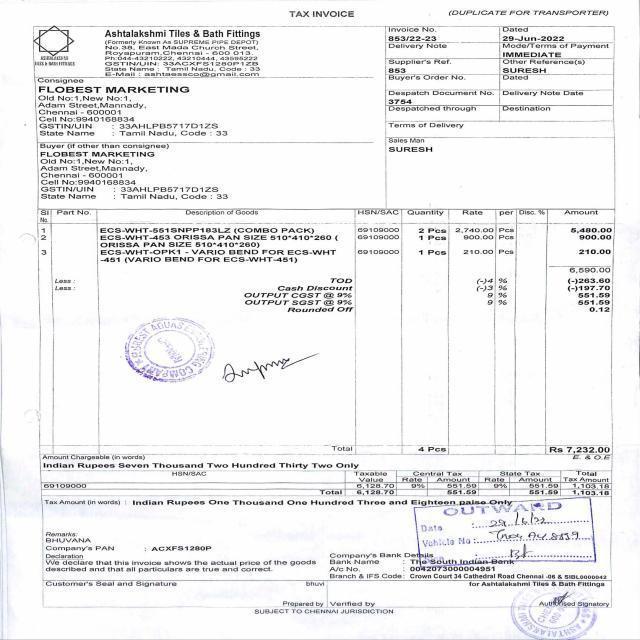 TAX INVOICE
(DUPLICATE FOR TRANSPORTER)
ASHTALAKSHMI
TILES & BATH FITTINGS
Ashtalakshmi Tiles & Bath Fittings
(Formerly Known As SUPREME PIPE DEPOT)
No.38, East Mada Church Street,
Royapuram,Chennai - 600 013
Ph:044-43210222, 43210444, 43595222
GSTIN/UIN: 33ACXFS1280F1ZB
State Name : Tamil Nadu, Code : 33
E-Mail : ashtaessco@gmail.com
Invoice No.
853/22-23
Dated
29-Jun-2022
Delivery Note
Mode/Terms of Payment
IMMEDIATE
Supplier's Ref.
853
Other Reference(s)
SURESH
Buyer's Order No.
Dated
Despatch Document No.
3754
Delivery Note Date
Despatched through
Destination
Terms of Delivery
Sales Man
SURESH
Consignee
FLOBEST MARKETING
Old No:1,New No:1,
Adam Street,Mannady,
Chennai - 600001
Cell No:9940168834
GSTIN/UIN : 33AHLPB5717D1ZS
State Name : Tamil Nadu, Code : 33
Buyer (if other than consignee)
FLOBEST MARKETING
Old No:1,New No:1,
Adam Street,Mannady,
Chennai - 600001
Cell No:9940168834
GSTIN/UIN : 33AHLPB5717D1ZS
State Name : Tamil Nadu, Code : 33
Sl No. Part No. Description of Goods HSN/SAC Quantity Rate per Disc. % Amount
1 ECS-WHT-551SNPP183LZ (COMBO PACK) 69109000 2 Pcs 2,740.00 Pcs 5,480.00
2 ECS-WHT-453 ORISSA PAN SIZE 510*410*260 ( 69109000 1 Pcs 900.00 Pcs 900.00
ORISSA PAN SIZE 510*410*260)
3 ECS-WHT-OPK1 - VARIO BEND FOR ECS-WHT 69109000 1 Pcs 210.00 Pcs 210.00
-451 (VARIO BEND FOR ECS-WHT-451)
6,590.00
Less : TOD (-)4 % (-)263.60
Less : Cash Discount (-)3 % (-)197.70
OUTPUT CGST @ 9% 9 % 551.59
OUTPUT SGST @ 9% 9 % 551.59
Rounded Off 0.12
Total 4 Pcs Rs 7,232.00
Amount Chargeable (in words) E. & O.E
Indian Rupees Seven Thousand Two Hundred Thirty Two Only
HSN/SAC Taxable Value Central Tax Rate Amount State Tax Rate Amount Total Tax Amount
69109000 6,128.70 9% 551.59 9% 551.59 1,103.18
Total 6,128.70 551.59 551.59 1,103.18
Tax Amount (in words) : Indian Rupees One Thousand One Hundred Three and Eighteen paise Only
OUTWARD
Date : 29/6/22
Vehicle No :
Remarks:
BHUVANA
Company's PAN : ACXFS1280P
Declaration
We declare that this invoice shows the actual price of the goods
described and that all particulars are true and correct.
Company's Bank Details
Bank Name : The South Indian Bank
A/c No. : 0042073000004951
Branch & IFS Code: Crown Court 34 Cathedral Road Chennai -06 & SIBL0000042
Customer's Seal and Signature
bhuvi
for Ashtalakshmi Tiles & Bath Fittings
Prepared by Verified by Authorised Signatory
SUBJECT TO CHENNAI JURISDICTION